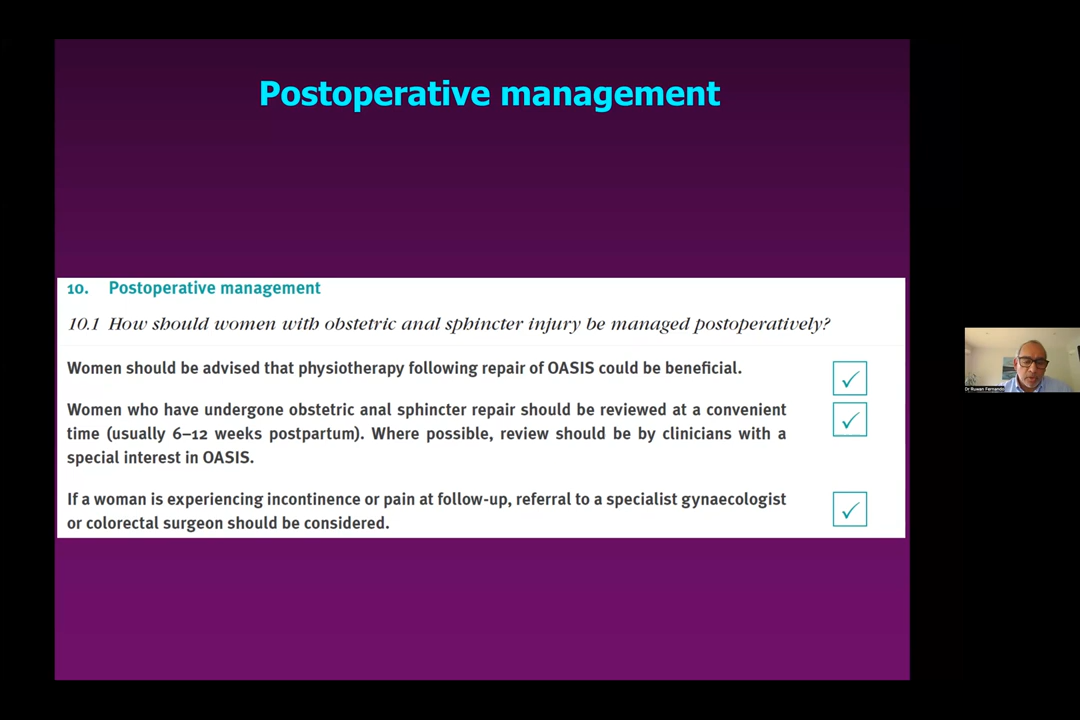 Postoperative management
10. Postoperative management
10.1 How should women with obstetric anal sphincter injury be managed postoperatively?
Women should be advised that physiotherapy following repair of OASIS could be beneficial.
Women who have undergone obstetric anal sphincter repair should be reviewed at a convenient
time (usually 6–12 weeks postpartum). Where possible, review should be by clinicians with a
special interest in OASIS.
If a woman is experiencing incontinence or pain at follow-up, referral to a specialist gynaecologist
or colorectal surgeon should be considered.
Dr Ruwan Fernando